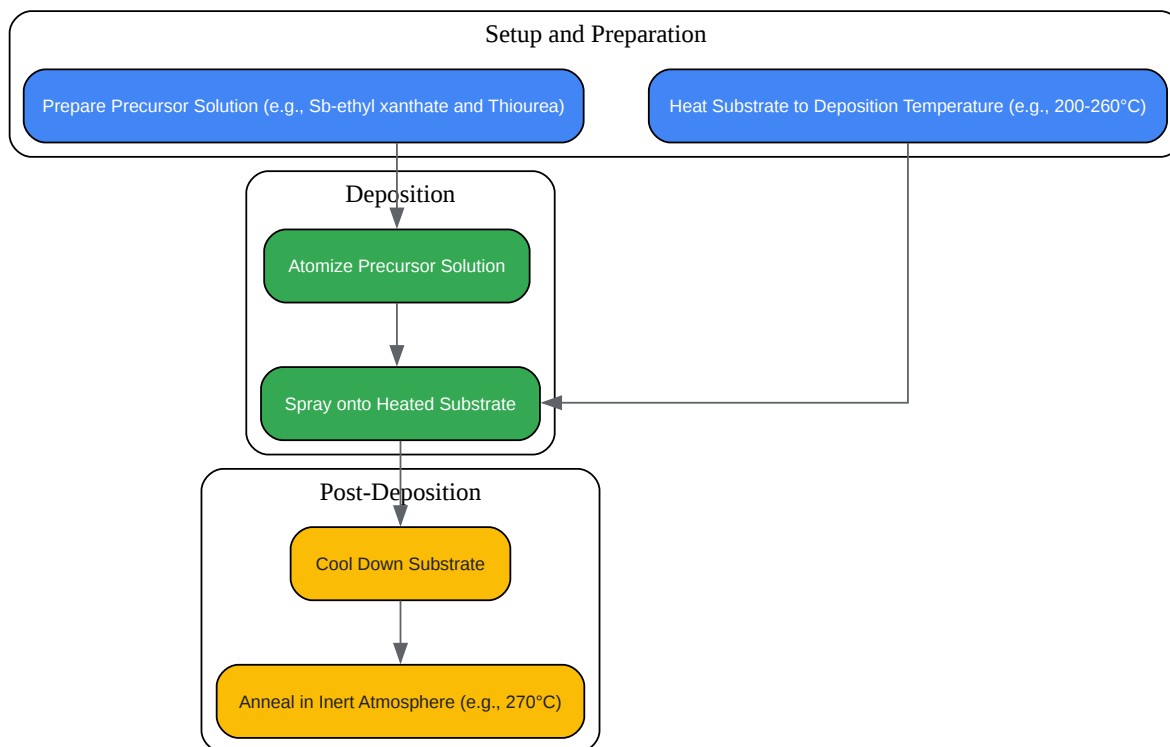 Setup and Preparation
Prepare Precursor Solution (e.g., Sb-ethyl xanthate and Thiourea)
Heat Substrate to Deposition Temperature (e.g., 200-260°C)
Deposition
Atomize Precursor Solution
Spray onto Heated Substrate
Post-Deposition
Cool Down Substrate
Anneal in Inert Atmosphere (e.g., 270°C)